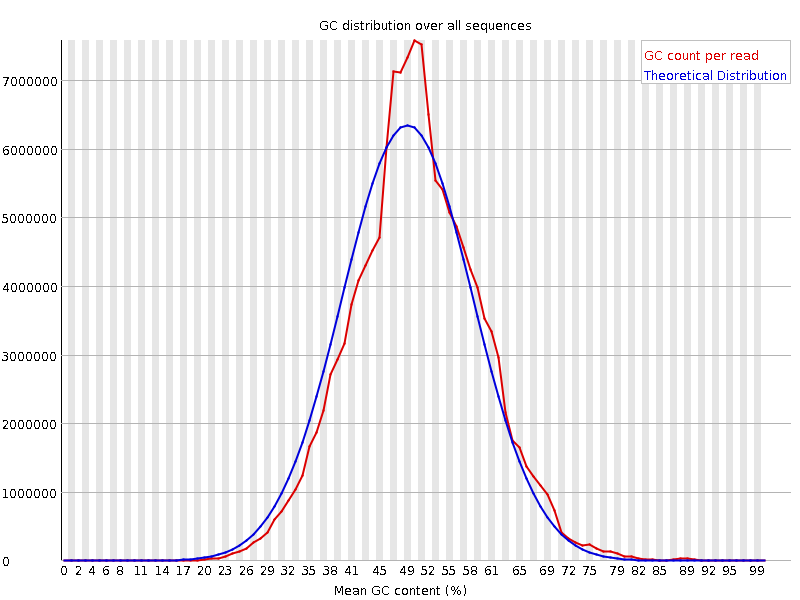 GC distribution over all sequences
GC count per read
Theoretical Distribution
7000000
6000000
5000000
4000000
3000000
2000000
1000000
0
0 2 4 6 8 11 14 17 20 23 26 29 32 35 38 41 45 49 52 55 58 61 65 69 72 75 79 82 85 89 92 95 99
Mean GC content (%)